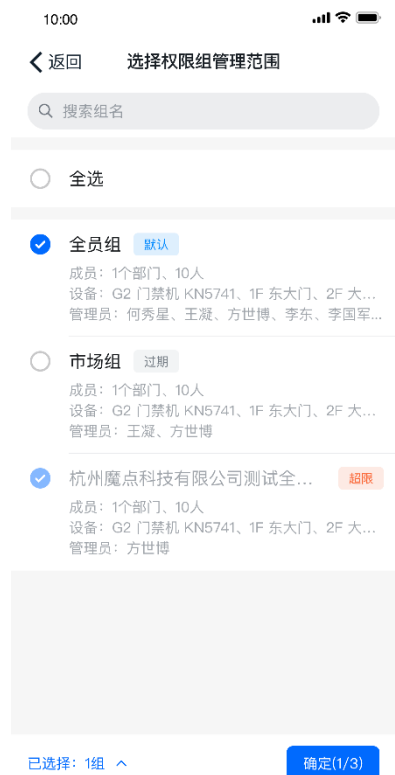 10:00
返回 选择权限组管理范围
搜索组名
全选
全员组 默认
成员：1个部门、10人
设备：G2 门禁机 KN5741、1F 东大门、2F 大...
管理员：何秀星、王凝、方世博、李东、李国军...
市场组 过期
成员：1个部门、10人
设备：G2 门禁机 KN5741、1F 东大门、2F 大...
管理员：王凝、方世博
杭州魔点科技有限公司测试全... 超限
成员：1个部门、10人
设备：G2 门禁机 KN5741、1F 东大门、2F 大...
管理员：方世博
已选择：1组 确定(1/3)